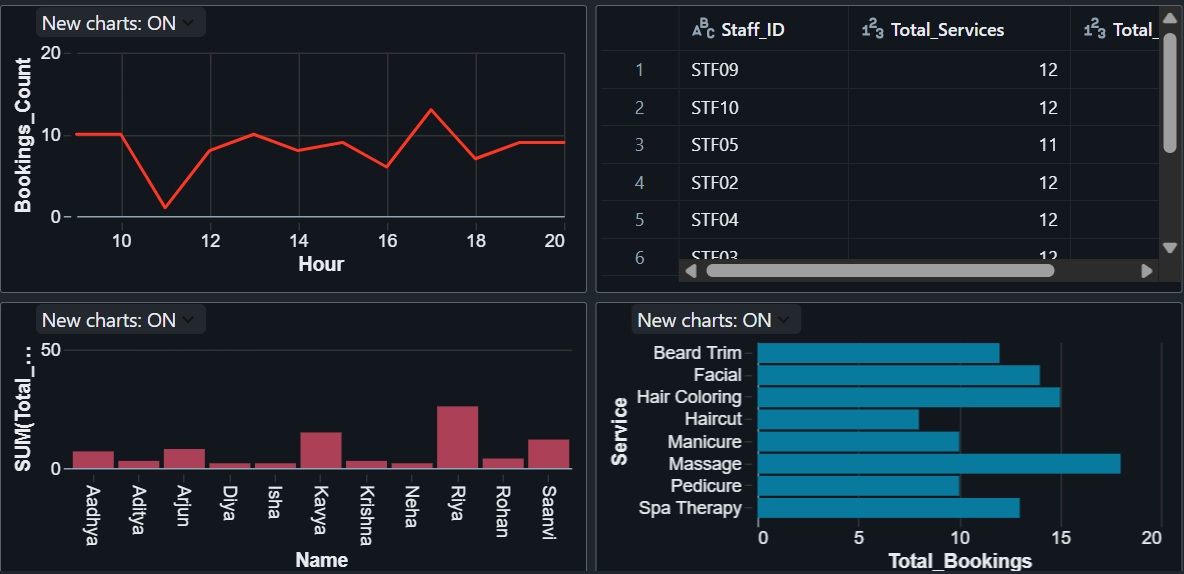 New charts: ON
Bookings_Count
20
10
0
10 12 14 16 18 20
Hour
Staff_ID Total_Services Total_
1 STF09 12
2 STF10 12
3 STF05 11
4 STF02 12
5 STF04 12
6 STF03 12
New charts: ON
SUM(Total_...
50
0
Aadhya
Aditya
Arjun
Diya
Isha
Kavya
Krishna
Neha
Riya
Rohan
Saanvi
Name
New charts: ON
Service
Beard Trim
Facial
Hair Coloring
Haircut
Manicure
Massage
Pedicure
Spa Therapy
0 5 10 15 20
Total_Bookings